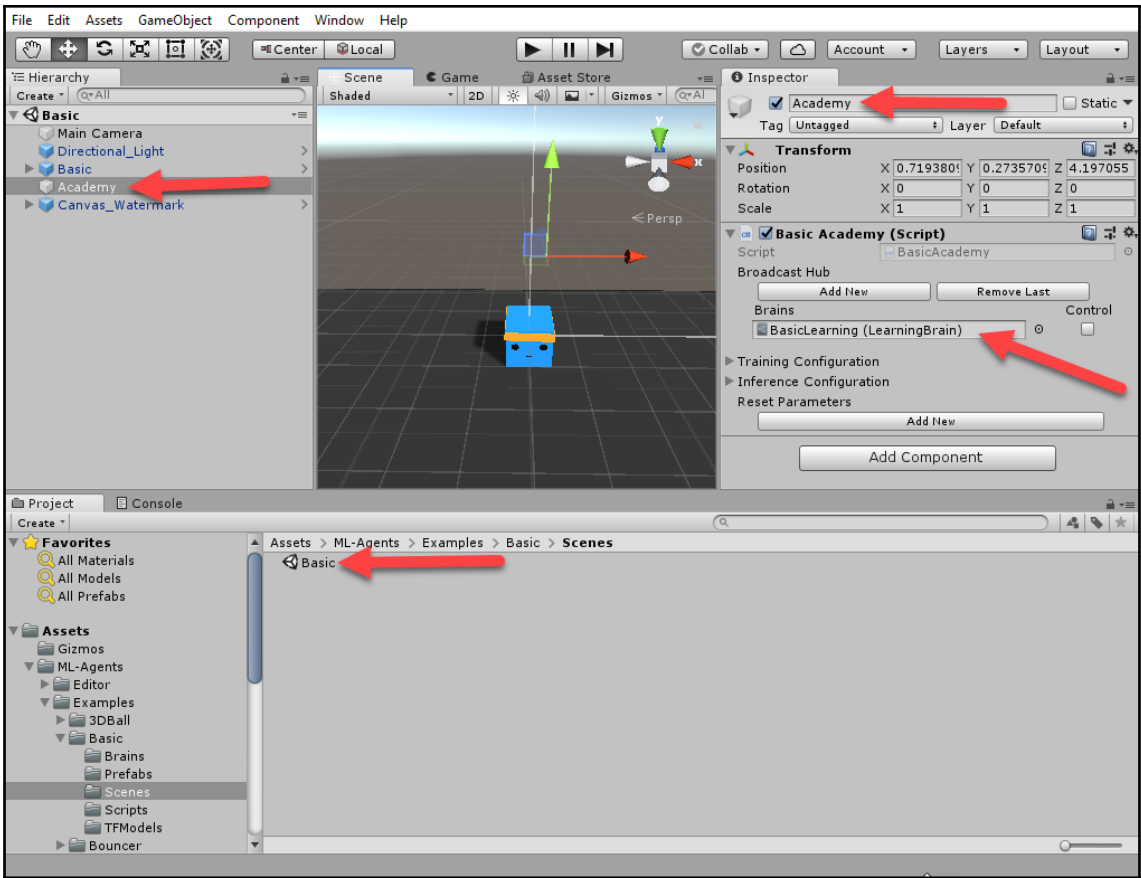 File Edit Assets GameObject Component Window Help
Center Local Collab Account Layers Layout
Hierarchy
Create All
Basic
Main Camera
Directional_Light
Basic
Academy
Canvas_Watermark
Scene Game Asset Store
Shaded 2D Gizmos Al
y
x
Persp
Inspector
Academy Static
Tag Untagged Layer Default
Transform
Position X 0.7193809 Y 0.2735709 Z 4.197055
Rotation X 0 Y 0 Z 0
Scale X 1 Y 1 Z 1
Basic Academy (Script)
Script BasicAcademy
Broadcast Hub
Add New Remove Last
Brains Control
BasicLearning (LearningBrain)
Training Configuration
Inference Configuration
Reset Parameters
Add New
Add Component
Project Console
Create
Favorites
All Materials
All Models
All Prefabs
Assets
Gizmos
ML-Agents
Editor
Examples
3DBall
Basic
Brains
Prefabs
Scenes
Scripts
TFModels
Bouncer
Assets > ML-Agents > Examples > Basic > Scenes
Basic